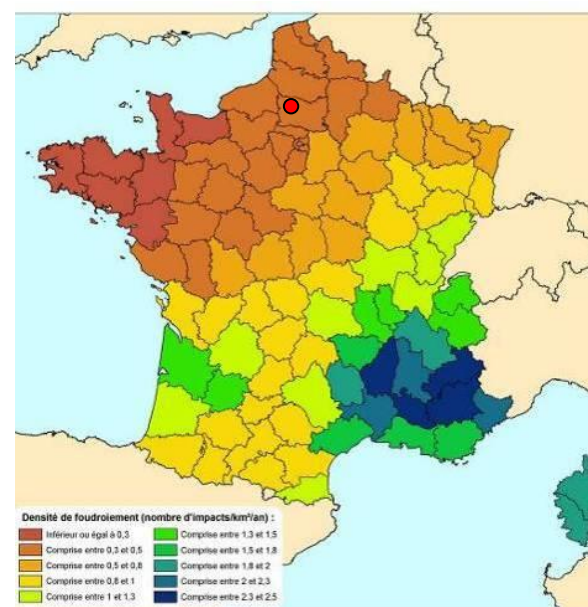 Densité de foudroiement (nombre d'impacts/km²/an) :
Inférieur ou égal à 0,3
Comprise entre 0,3 et 0,5
Comprise entre 0,5 et 0,8
Comprise entre 0,8 et 1
Comprise entre 1 et 1.3
Comprise entre 1.3 et 1,5
Comprise entre 1,5 et 1,8
Comprise entre 1,8 et 2
Comprise entre 2 et 2,3
Comprise entre 2.3 et 2.5